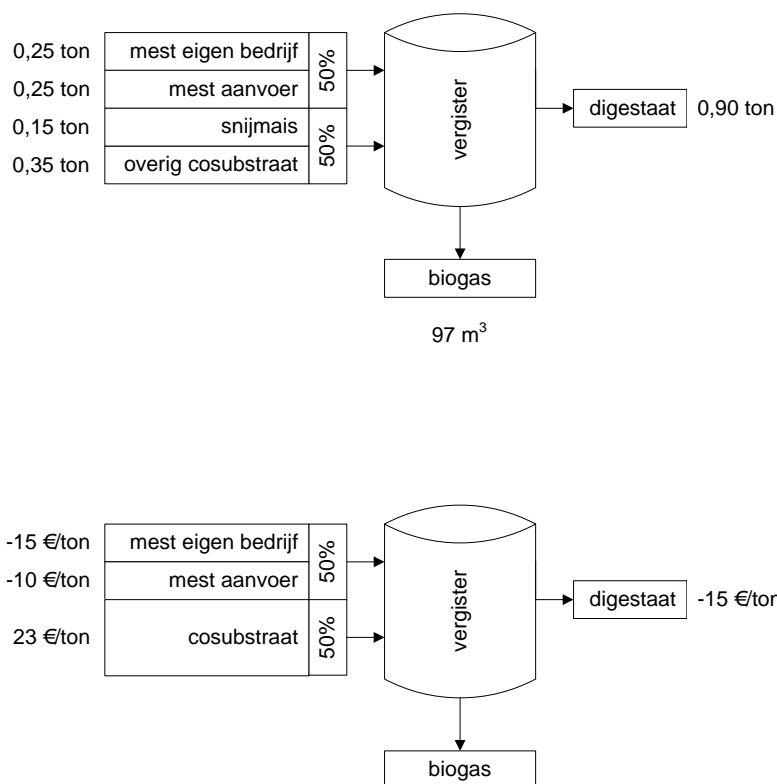 0,25 ton mest eigen bedrijf
50%
0,25 ton mest aanvoer
0,15 ton snijmais
50%
0,35 ton overig cosubstraat
vergister
digestaat 0,90 ton
biogas
97 m³
-15 €/ton mest eigen bedrijf
50%
-10 €/ton mest aanvoer
23 €/ton cosubstraat
50%
vergister
digestaat -15 €/ton
biogas